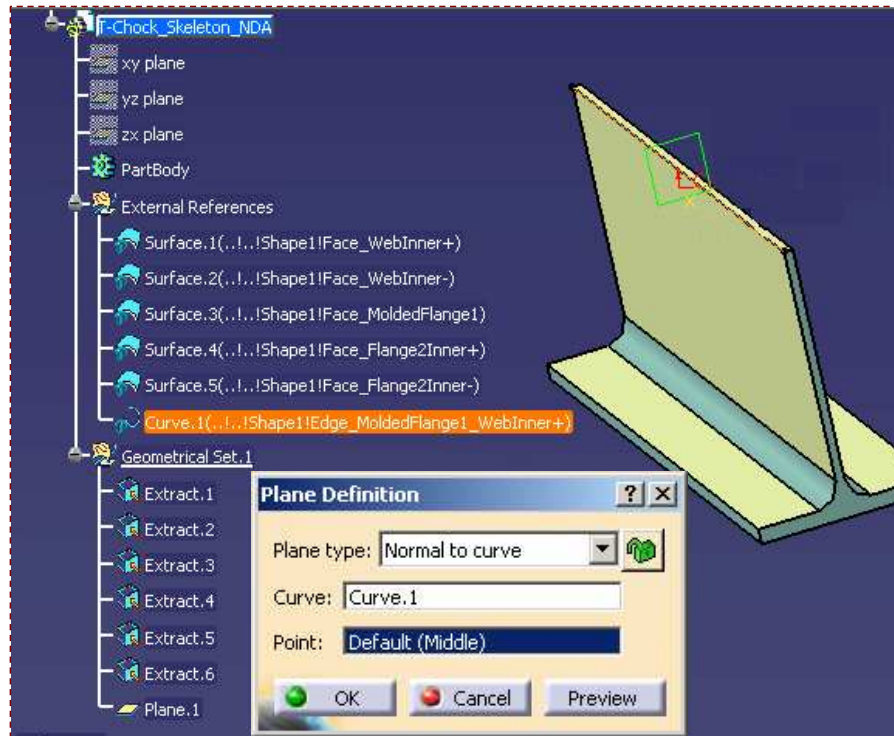 T-Chock_Skeleton_NDA
xy plane
yz plane
zx plane
PartBody
External References
Surface.1(..!..!Shape1!Face_WebInner+)
Surface.2(..!..!Shape1!Face_WebInner-)
Surface.3(..!..!Shape1!Face_MoldedFlange1)
Surface.4(..!..!Shape1!Face_Flange2Inner+)
Surface.5(..!..!Shape1!Face_Flange2Inner-)
Curve.1(..!..!Shape1!Edge_MoldedFlange1_WebInner+)
Geometrical Set.1
Extract.1
Extract.2
Extract.3
Extract.4
Extract.5
Extract.6
Plane.1
Plane Definition
Plane type: Normal to curve
Curve: Curve.1
Point: Default (Middle)
OK Cancel Preview